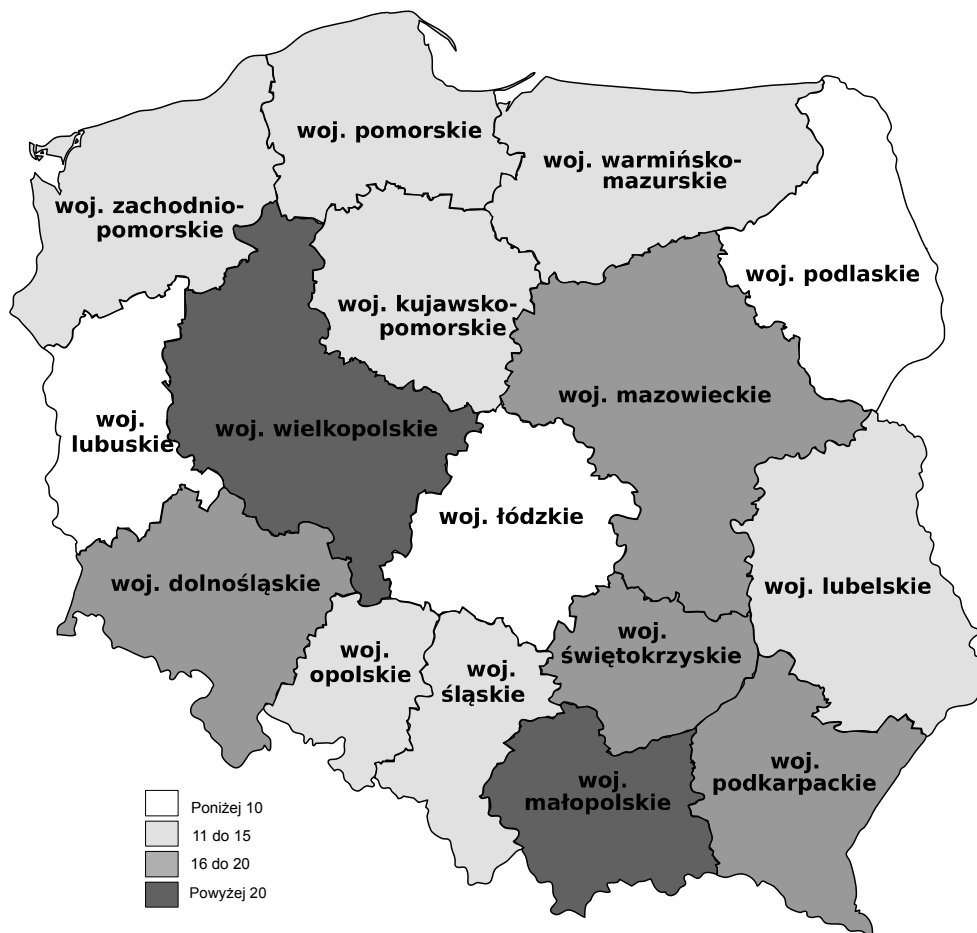 woj. pomorskie
woj. warmińsko-
mazurskie
woj. zachodnio-
pomorskie
woj. podlaskie
woj. kujawsko-
pomorskie
woj. mazowieckie
woj.
lubuskie
woj. wielkopolskie
woj. łódzkie
woj. dolnośląskie
woj. lubelskie
woj.
opolskie
woj.
śląskie
woj.
świętokrzyskie
woj.
małopolskie
woj.
podkarpackie
Poniżej 10
11 do 15
16 do 20
Powyżej 20